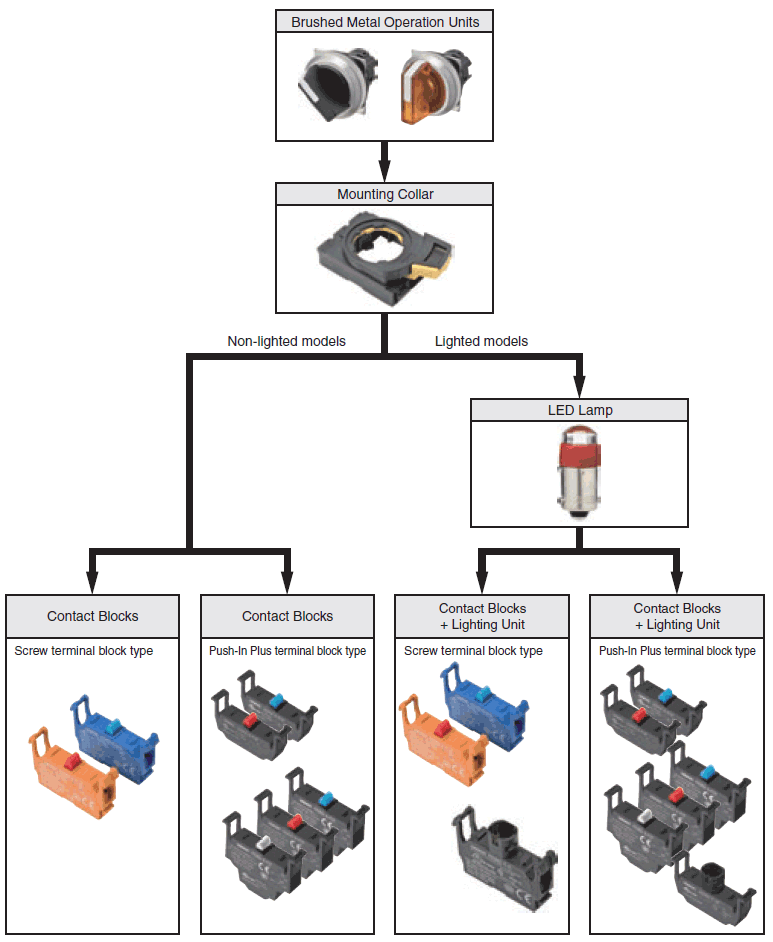 Brushed Metal Operation Units
Mounting Collar
Non-lighted models
Lighted models
LED Lamp
Contact Blocks
Contact Blocks
Contact Blocks
+ Lighting Unit
Contact Blocks
+ Lighting Unit
Screw terminal block type
Push-In Plus terminal block type
Screw terminal block type
Push-In Plus terminal block type